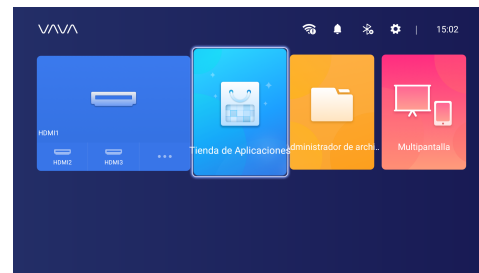 VAVA
15:02
HDMI1
HDMI2
HDMI3
Tienda de Aplicaciones
dministrador de archi..
Multipantalla